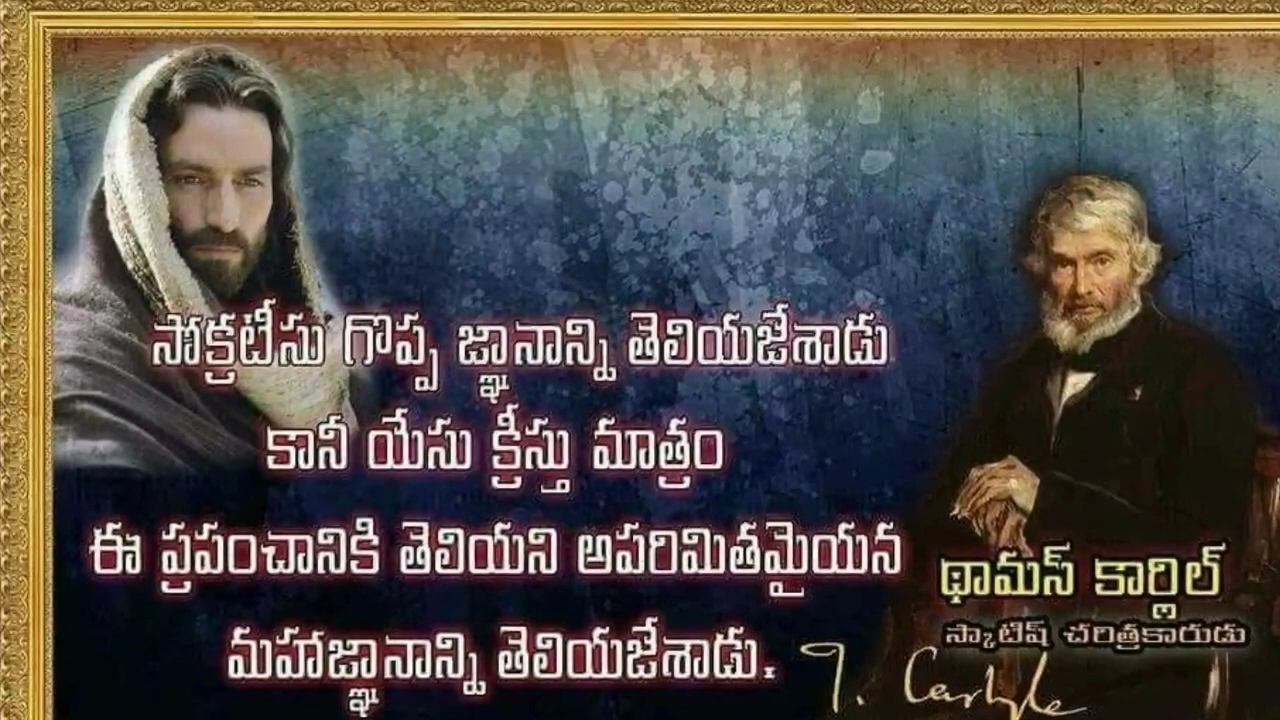 సోక్రటీసు గొప్ప జ్ఞానాన్ని తెలియజేశాడు
కానీ యేసు క్రీస్తు మాత్రం
ఈ ప్రపంచానికి తెలియని అపరిమితమైయన
మహాజ్ఞానాన్ని తెలియజేశాడు.
థామస్ కార్లిల్
స్కాటిష్ చరిత్రకారుడు
T. Carlyle